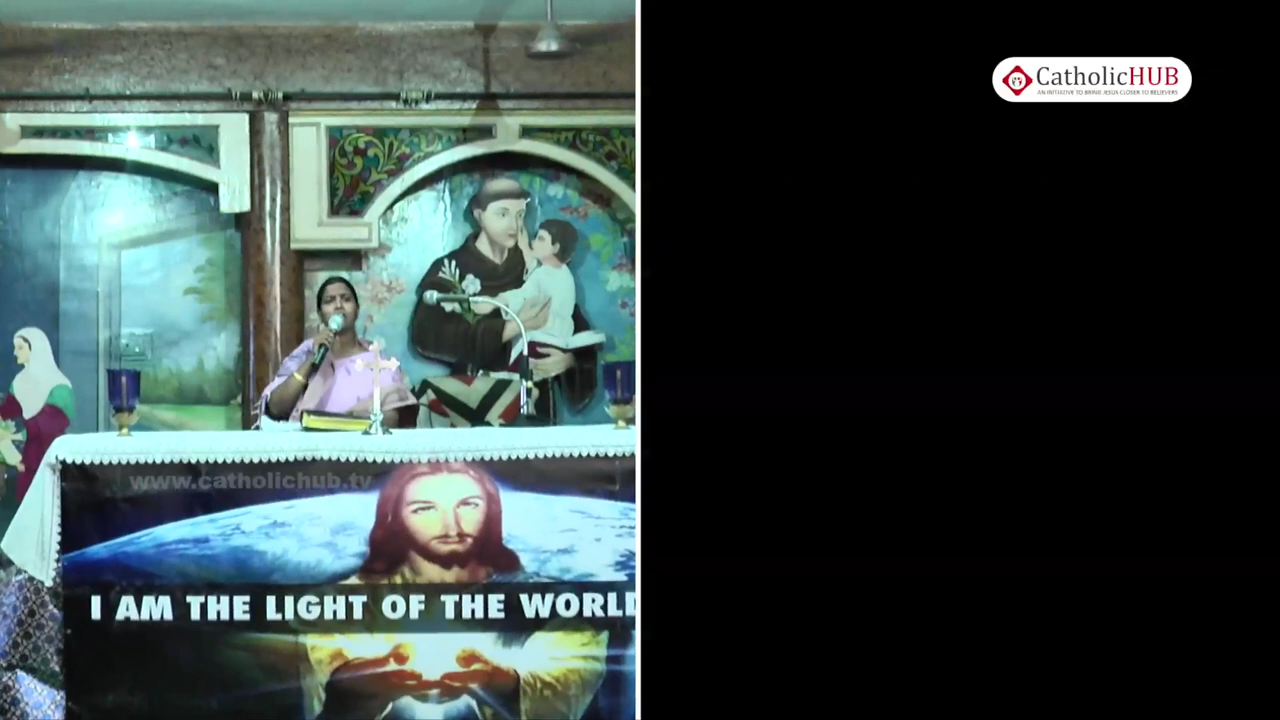 CatholicHUB
AN INITIATIVE TO BRING JESUS CLOSER TO BELIEVERS
www.catholichub.tv
I AM THE LIGHT OF THE WORLD